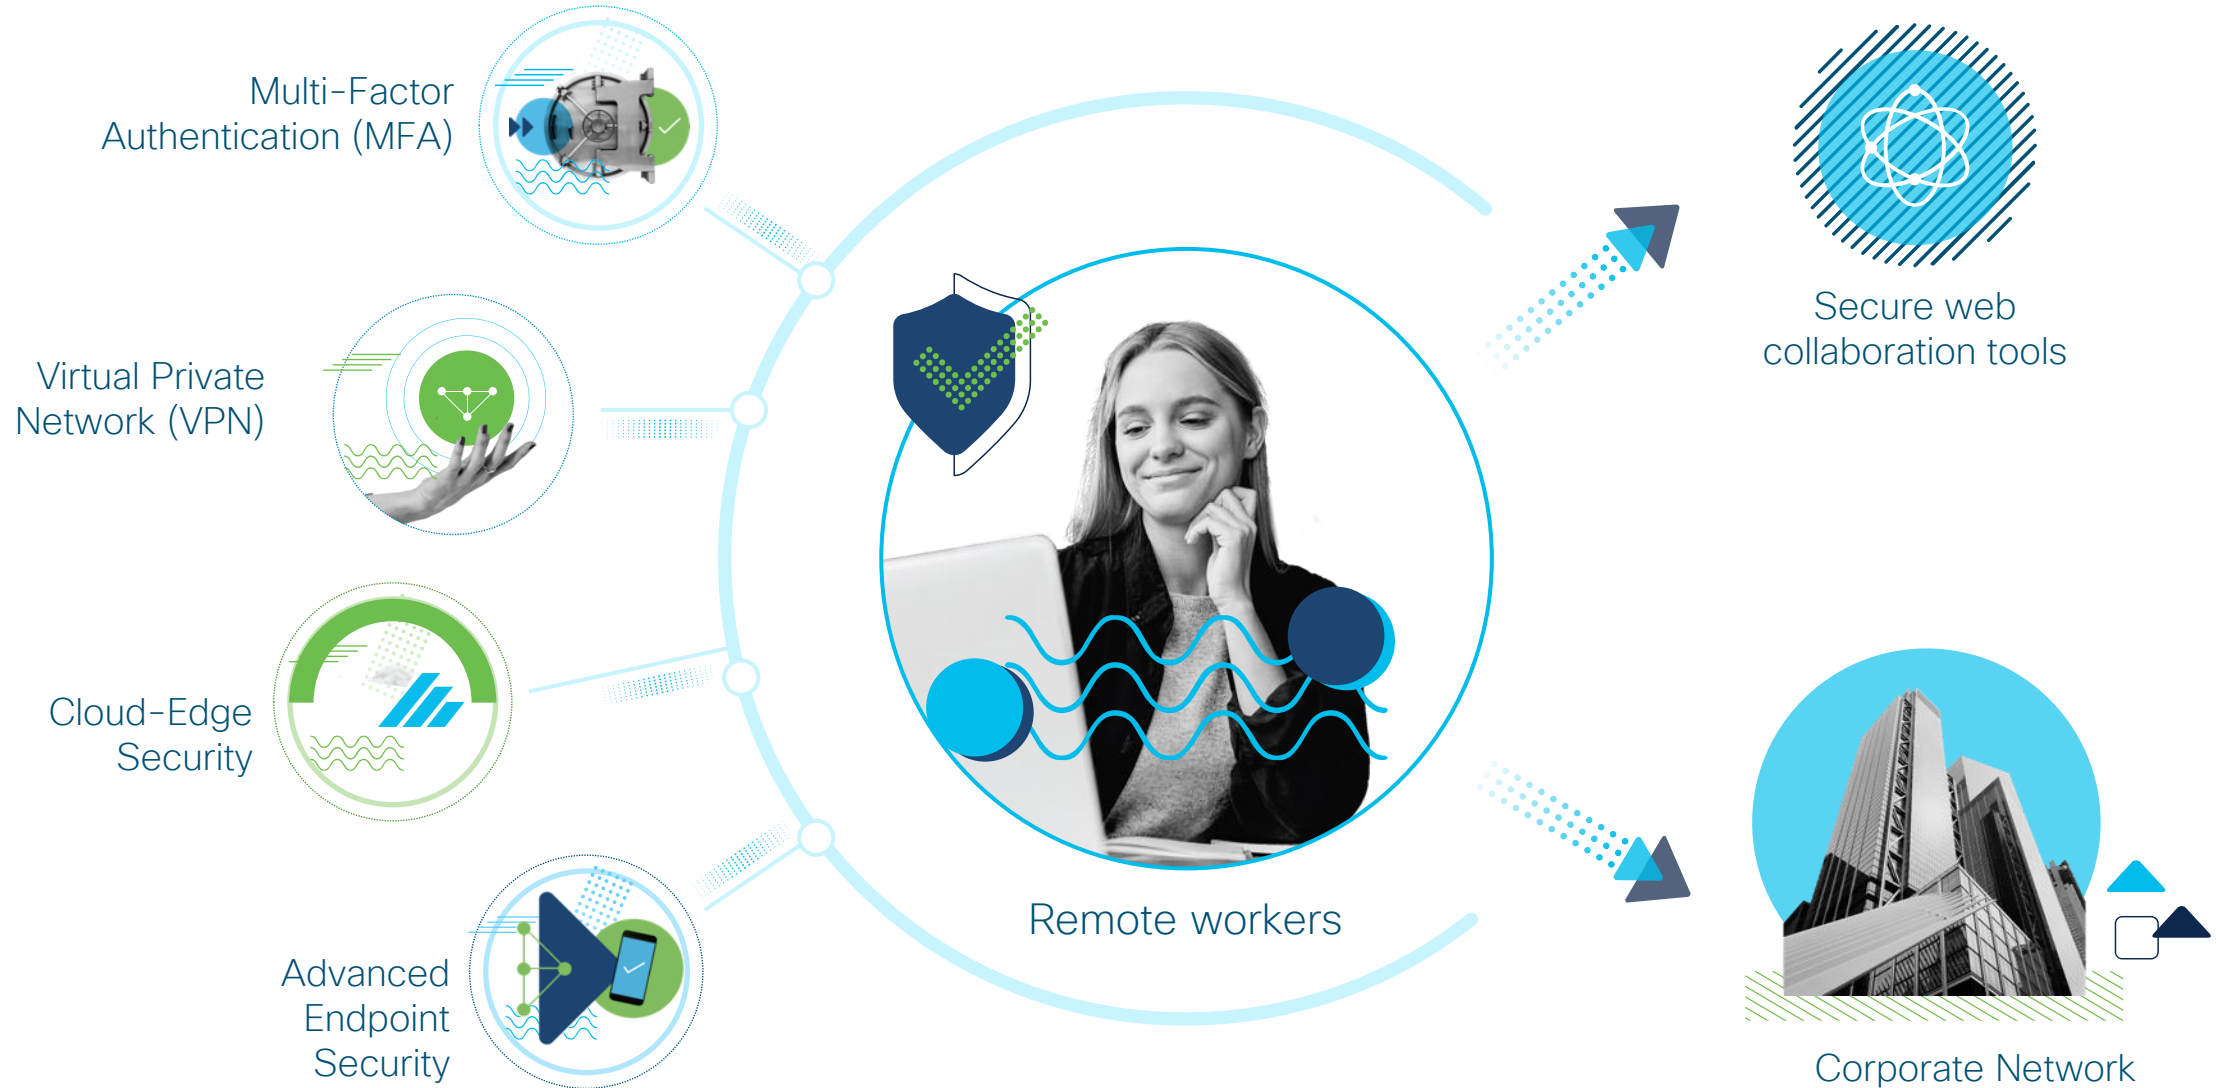 Multi-Factor
Authentication (MFA)
Virtual Private
Network (VPN)
Cloud-Edge
Security
Advanced
Endpoint
Security
Remote workers
Secure web
collaboration tools
Corporate Network